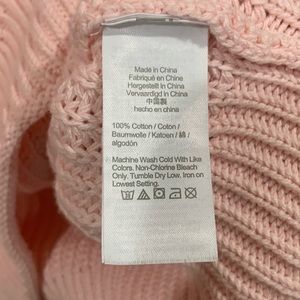 Made in China
Fabriqué en Chine
Hergestellt in China
Vervaardigd in China
中国製
hecho en china
100% Cotton / Coton /
Baumwolle / Katoen / 綿 /
algodón
Machine Wash Cold With Like
Colors. Non-Chlorine Bleach
Only. Tumble Dry Low. Iron on
Lowest Setting.